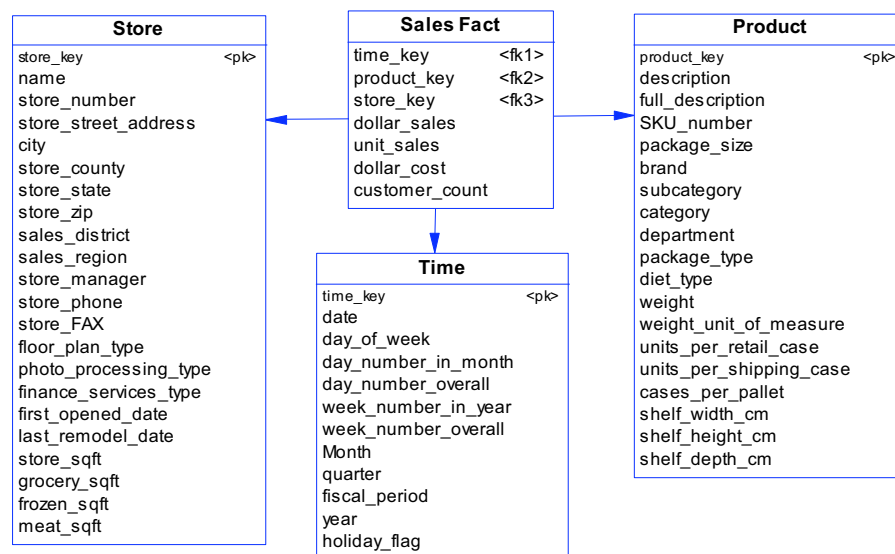 Store
store_key <pk>
name
store_number
store_street_address
city
store_county
store_state
store_zip
sales_district
sales_region
store_manager
store_phone
store_FAX
floor_plan_type
photo_processing_type
finance_services_type
first_opened_date
last_remodel_date
store_sqft
grocery_sqft
frozen_sqft
meat_sqft
Sales Fact
time_key <fk1>
product_key <fk2>
store_key <fk3>
dollar_sales
unit_sales
dollar_cost
customer_count
Time
time_key <pk>
date
day_of_week
day_number_in_month
day_number_overall
week_number_in_year
week_number_overall
Month
quarter
fiscal_period
year
holiday_flag
Product
product_key <pk>
description
full_description
SKU_number
package_size
brand
subcategory
category
department
package_type
diet_type
weight
weight_unit_of_measure
units_per_retail_case
units_per_shipping_case
cases_per_pallet
shelf_width_cm
shelf_height_cm
shelf_depth_cm